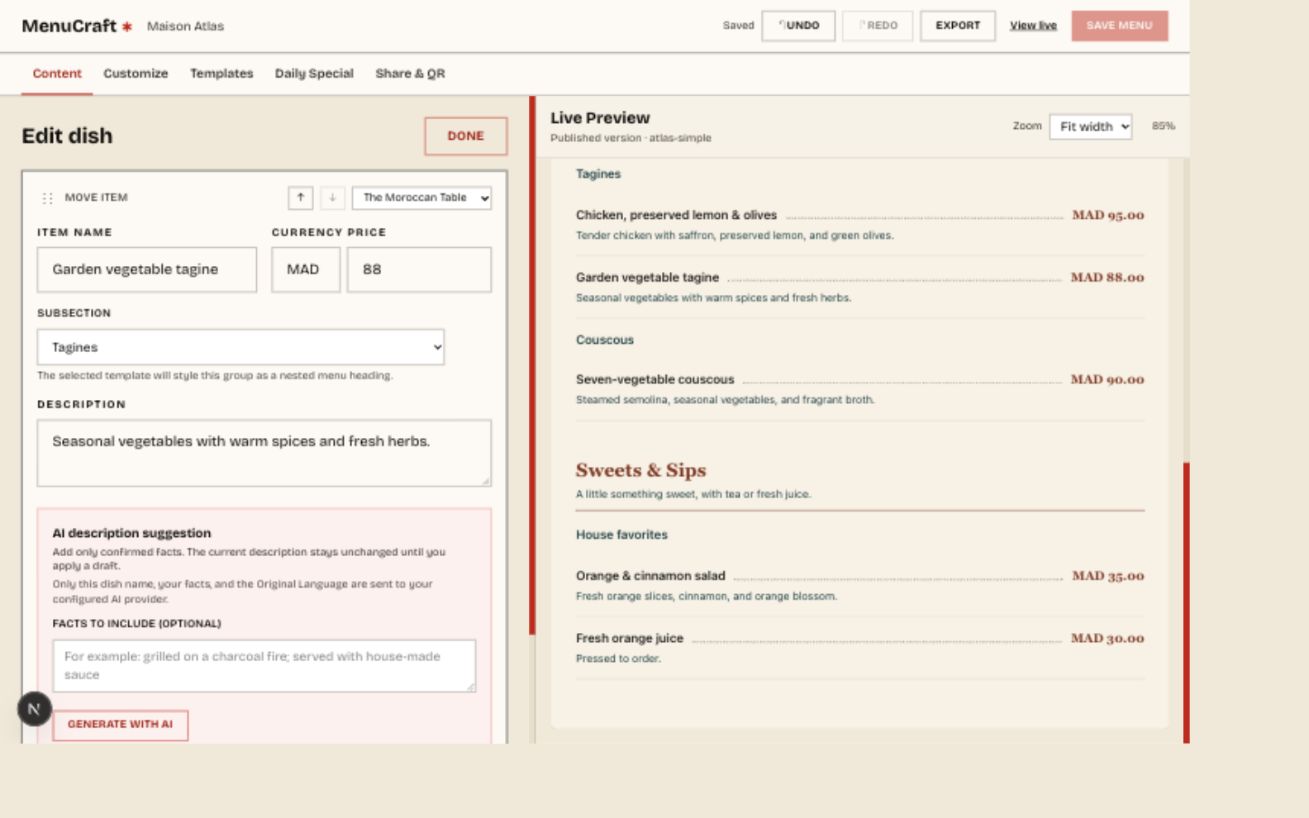 MenuCraft * Maison Atlas
Saved UNDO REDO EXPORT View live SAVE MENU
Content Customize Templates Daily Special Share & QR
Edit dish
DONE
MOVE ITEM ↑ ↓ The Moroccan Table
ITEM NAME CURRENCY PRICE
Garden vegetable tagine MAD 88
SUBSECTION
Tagines
The selected template will style this group as a nested menu heading.
DESCRIPTION
Seasonal vegetables with warm spices and fresh herbs.
AI description suggestion
Add only confirmed facts. The current description stays unchanged until you
apply a draft.
Only this dish name, your facts, and the Original Language are sent to your
configured AI provider.
FACTS TO INCLUDE (OPTIONAL)
For example: grilled on a charcoal fire; served with house-made
sauce
N
GENERATE WITH AI
Live Preview
Published version · atlas-simple
Zoom Fit width 85%
Tagines
Chicken, preserved lemon & olives MAD 95.00
Tender chicken with saffron, preserved lemon, and green olives.
Garden vegetable tagine MAD 88.00
Seasonal vegetables with warm spices and fresh herbs.
Couscous
Seven-vegetable couscous MAD 90.00
Steamed semolina, seasonal vegetables, and fragrant broth.
Sweets & Sips
A little something sweet, with tea or fresh juice.
House favorites
Orange & cinnamon salad MAD 35.00
Fresh orange slices, cinnamon, and orange blossom.
Fresh orange juice MAD 30.00
Pressed to order.